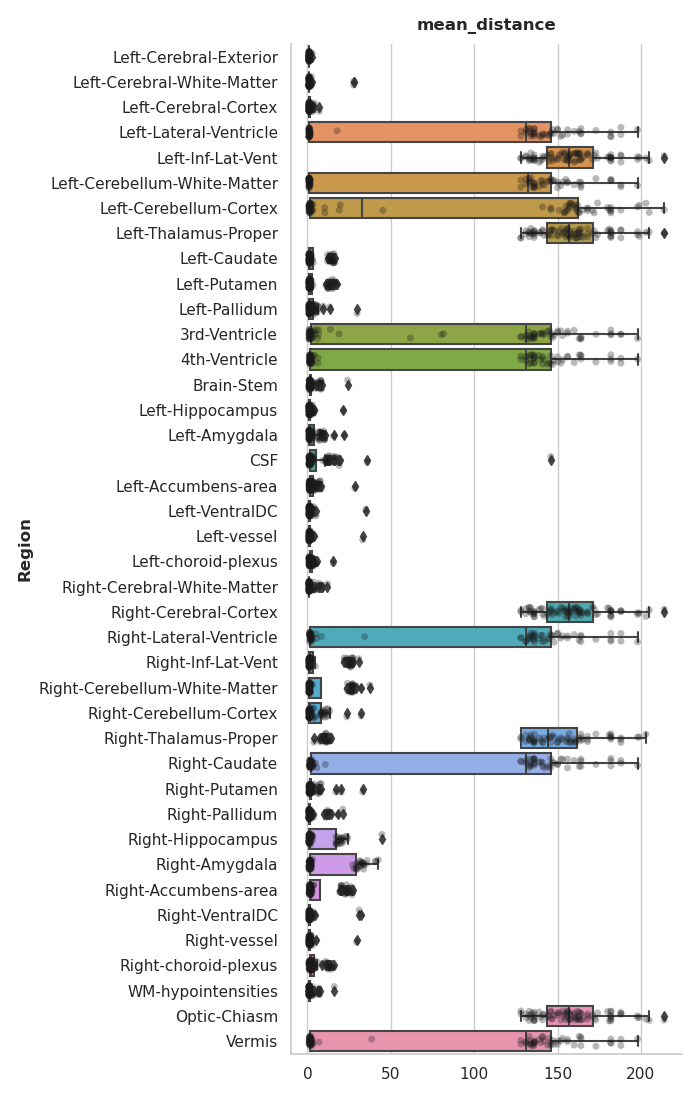 mean_distance
Left-Cerebral-Exterior
Left-Cerebral-White-Matter
Left-Cerebral-Cortex
Left-Lateral-Ventricle
Left-Inf-Lat-Vent
Left-Cerebellum-White-Matter
Left-Cerebellum-Cortex
Left-Thalamus-Proper
Left-Caudate
Left-Putamen
Left-Pallidum
3rd-Ventricle
4th-Ventricle
Brain-Stem
Left-Hippocampus
Left-Amygdala
CSF
Left-Accumbens-area
Left-VentralDC
Left-vessel
Left-choroid-plexus
Right-Cerebral-White-Matter
Right-Cerebral-Cortex
Right-Lateral-Ventricle
Right-Inf-Lat-Vent
Right-Cerebellum-White-Matter
Right-Cerebellum-Cortex
Right-Thalamus-Proper
Right-Caudate
Right-Putamen
Right-Pallidum
Right-Hippocampus
Right-Amygdala
Right-Accumbens-area
Right-VentralDC
Right-vessel
Right-choroid-plexus
WM-hypointensities
Optic-Chiasm
Vermis
Region
0 50 100 150 200